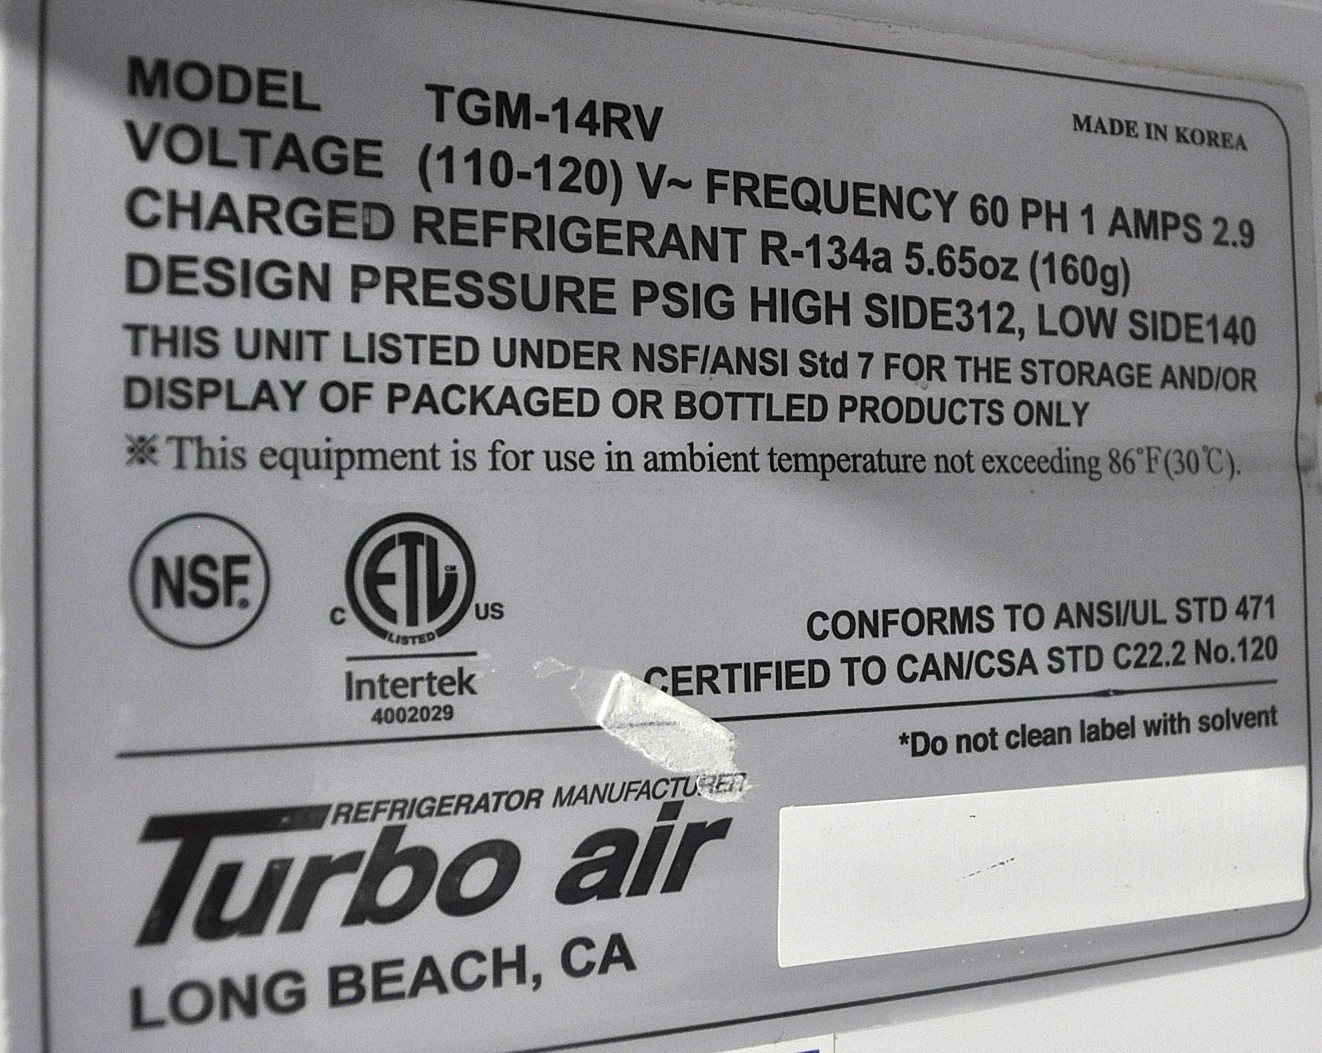 MODEL TGM-14RV
MADE IN KOREA
VOLTAGE (110-120) V~ FREQUENCY 60 PH 1 AMPS 2.9
CHARGED REFRIGERANT R-134a 5.65oz (160g)
DESIGN PRESSURE PSIG HIGH SIDE312, LOW SIDE140
THIS UNIT LISTED UNDER NSF/ANSI Std 7 FOR THE STORAGE AND/OR
DISPLAY OF PACKAGED OR BOTTLED PRODUCTS ONLY
※ This equipment is for use in ambient temperature not exceeding 86°F(30℃).
NSF®
C ETL CM US
LISTED
Intertek
4002029
CONFORMS TO ANSI/UL STD 471
CERTIFIED TO CAN/CSA STD C22.2 No.120
*Do not clean label with solvent
REFRIGERATOR MANUFACTURER
Turbo air
LONG BEACH, CA